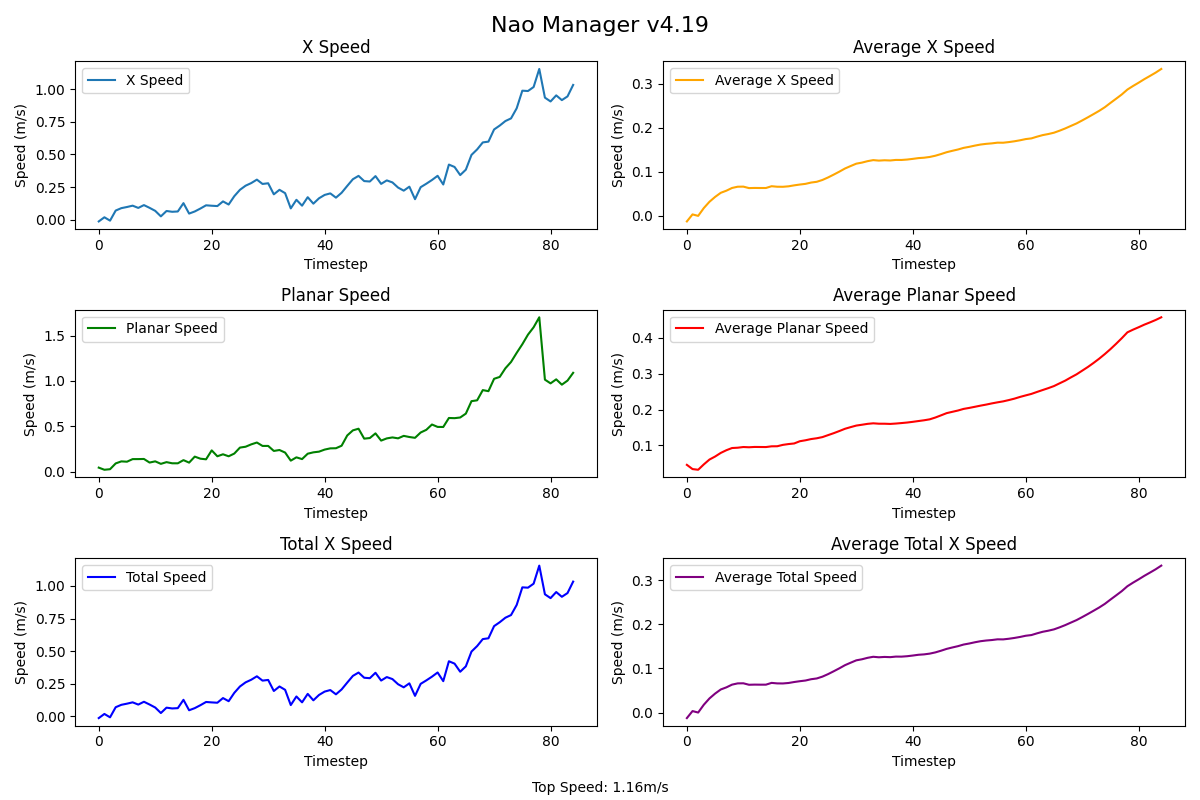 Nao Manager v4.19
X Speed
X Speed
Speed (m/s)
1.00
0.75
0.50
0.25
0.00
0 20 40 60 80
Timestep
Average X Speed
Average X Speed
Speed (m/s)
0.3
0.2
0.1
0.0
0 20 40 60 80
Timestep
Planar Speed
Planar Speed
Speed (m/s)
1.5
1.0
0.5
0.0
0 20 40 60 80
Timestep
Average Planar Speed
Average Planar Speed
Speed (m/s)
0.4
0.3
0.2
0.1
0 20 40 60 80
Timestep
Total X Speed
Total Speed
Speed (m/s)
1.00
0.75
0.50
0.25
0.00
0 20 40 60 80
Timestep
Average Total X Speed
Average Total Speed
Speed (m/s)
0.3
0.2
0.1
0.0
0 20 40 60 80
Timestep
Top Speed: 1.16m/s